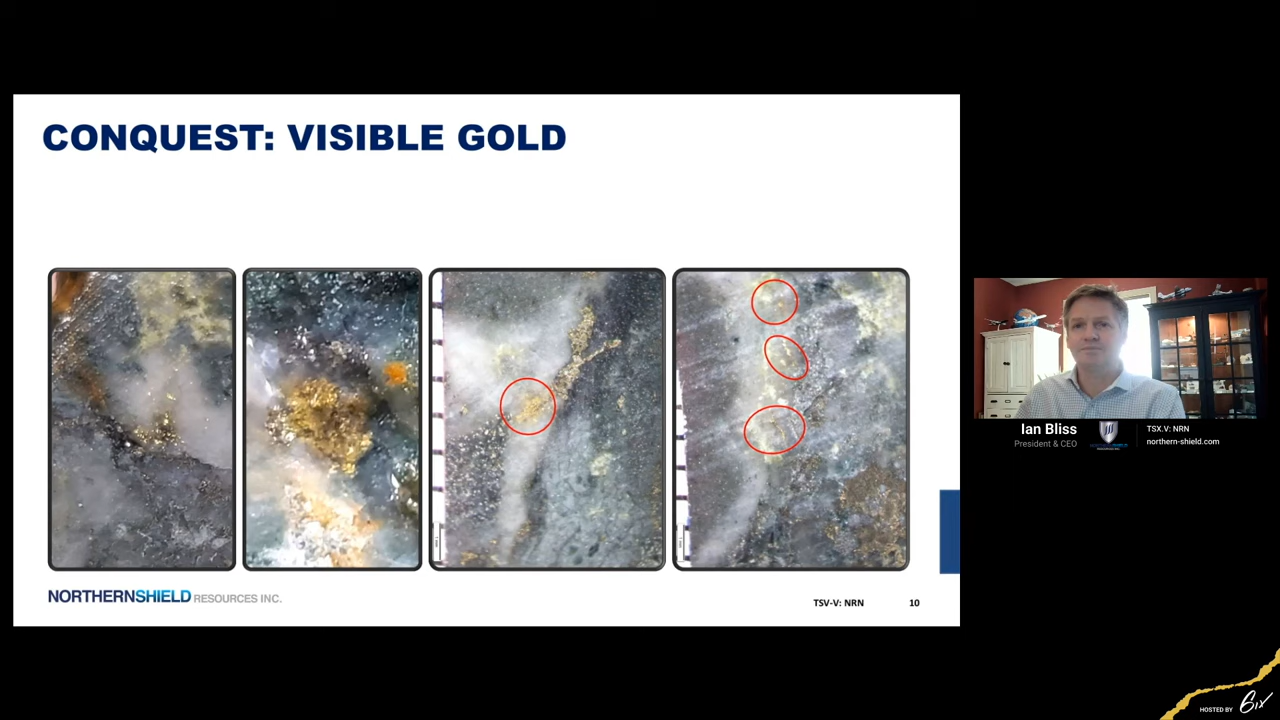 CONQUEST: VISIBLE GOLD
NORTHERNSHIELD RESOURCES INC.
TSV-V: NRN
10
Ian Bliss
President & CEO
TSX.V: NRN
northern-shield.com
HOSTED BY 6ix